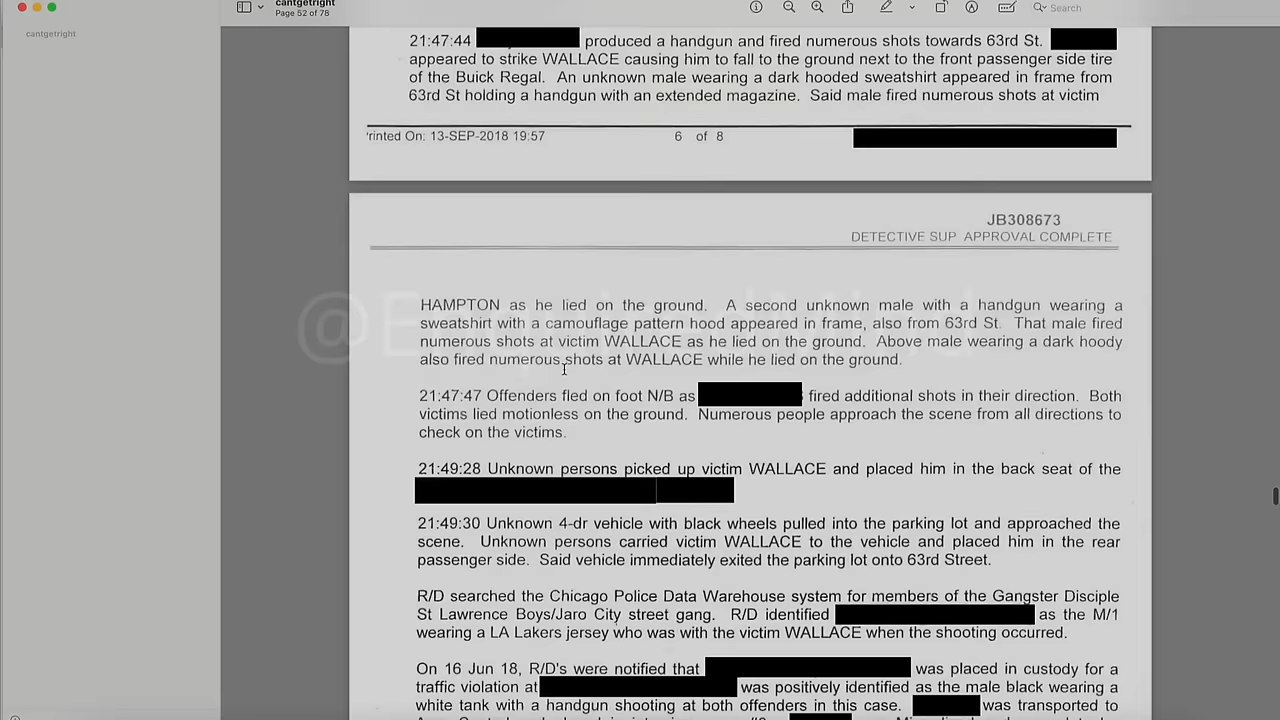 cantgetright
Page 52 of 78
Search
cantgetright
21:47:44 produced a handgun and fired numerous shots towards 63rd St.
appeared to strike WALLACE causing him to fall to the ground next to the front passenger side tire
of the Buick Regal. An unknown male wearing a dark hooded sweatshirt appeared in frame from
63rd St holding a handgun with an extended magazine. Said male fired numerous shots at victim
rinted On: 13-SEP-2018 19:57 6 of 8
JB308673
DETECTIVE SUP APPROVAL COMPLETE
HAMPTON as he lied on the ground. A second unknown male with a handgun wearing a
sweatshirt with a camouflage pattern hood appeared in frame, also from 63rd St. That male fired
numerous shots at victim WALLACE as he lied on the ground. Above male wearing a dark hoody
also fired numerous shots at WALLACE while he lied on the ground.
21:47:47 Offenders fled on foot N/B as fired additional shots in their direction. Both
victims lied motionless on the ground. Numerous people approach the scene from all directions to
check on the victims.
21:49:28 Unknown persons picked up victim WALLACE and placed him in the back seat of the
21:49:30 Unknown 4-dr vehicle with black wheels pulled into the parking lot and approached the
scene. Unknown persons carried victim WALLACE to the vehicle and placed him in the rear
passenger side. Said vehicle immediately exited the parking lot onto 63rd Street.
R/D searched the Chicago Police Data Warehouse system for members of the Gangster Disciple
St Lawrence Boys/Jaro City street gang. R/D identified as the M/1
wearing a LA Lakers jersey who was with the victim WALLACE when the shooting occurred.
On 16 Jun 18, R/D's were notified that was placed in custody for a
traffic violation at was positively identified as the male black wearing a
white tank with a handgun shooting at both offenders in this case. was transported to